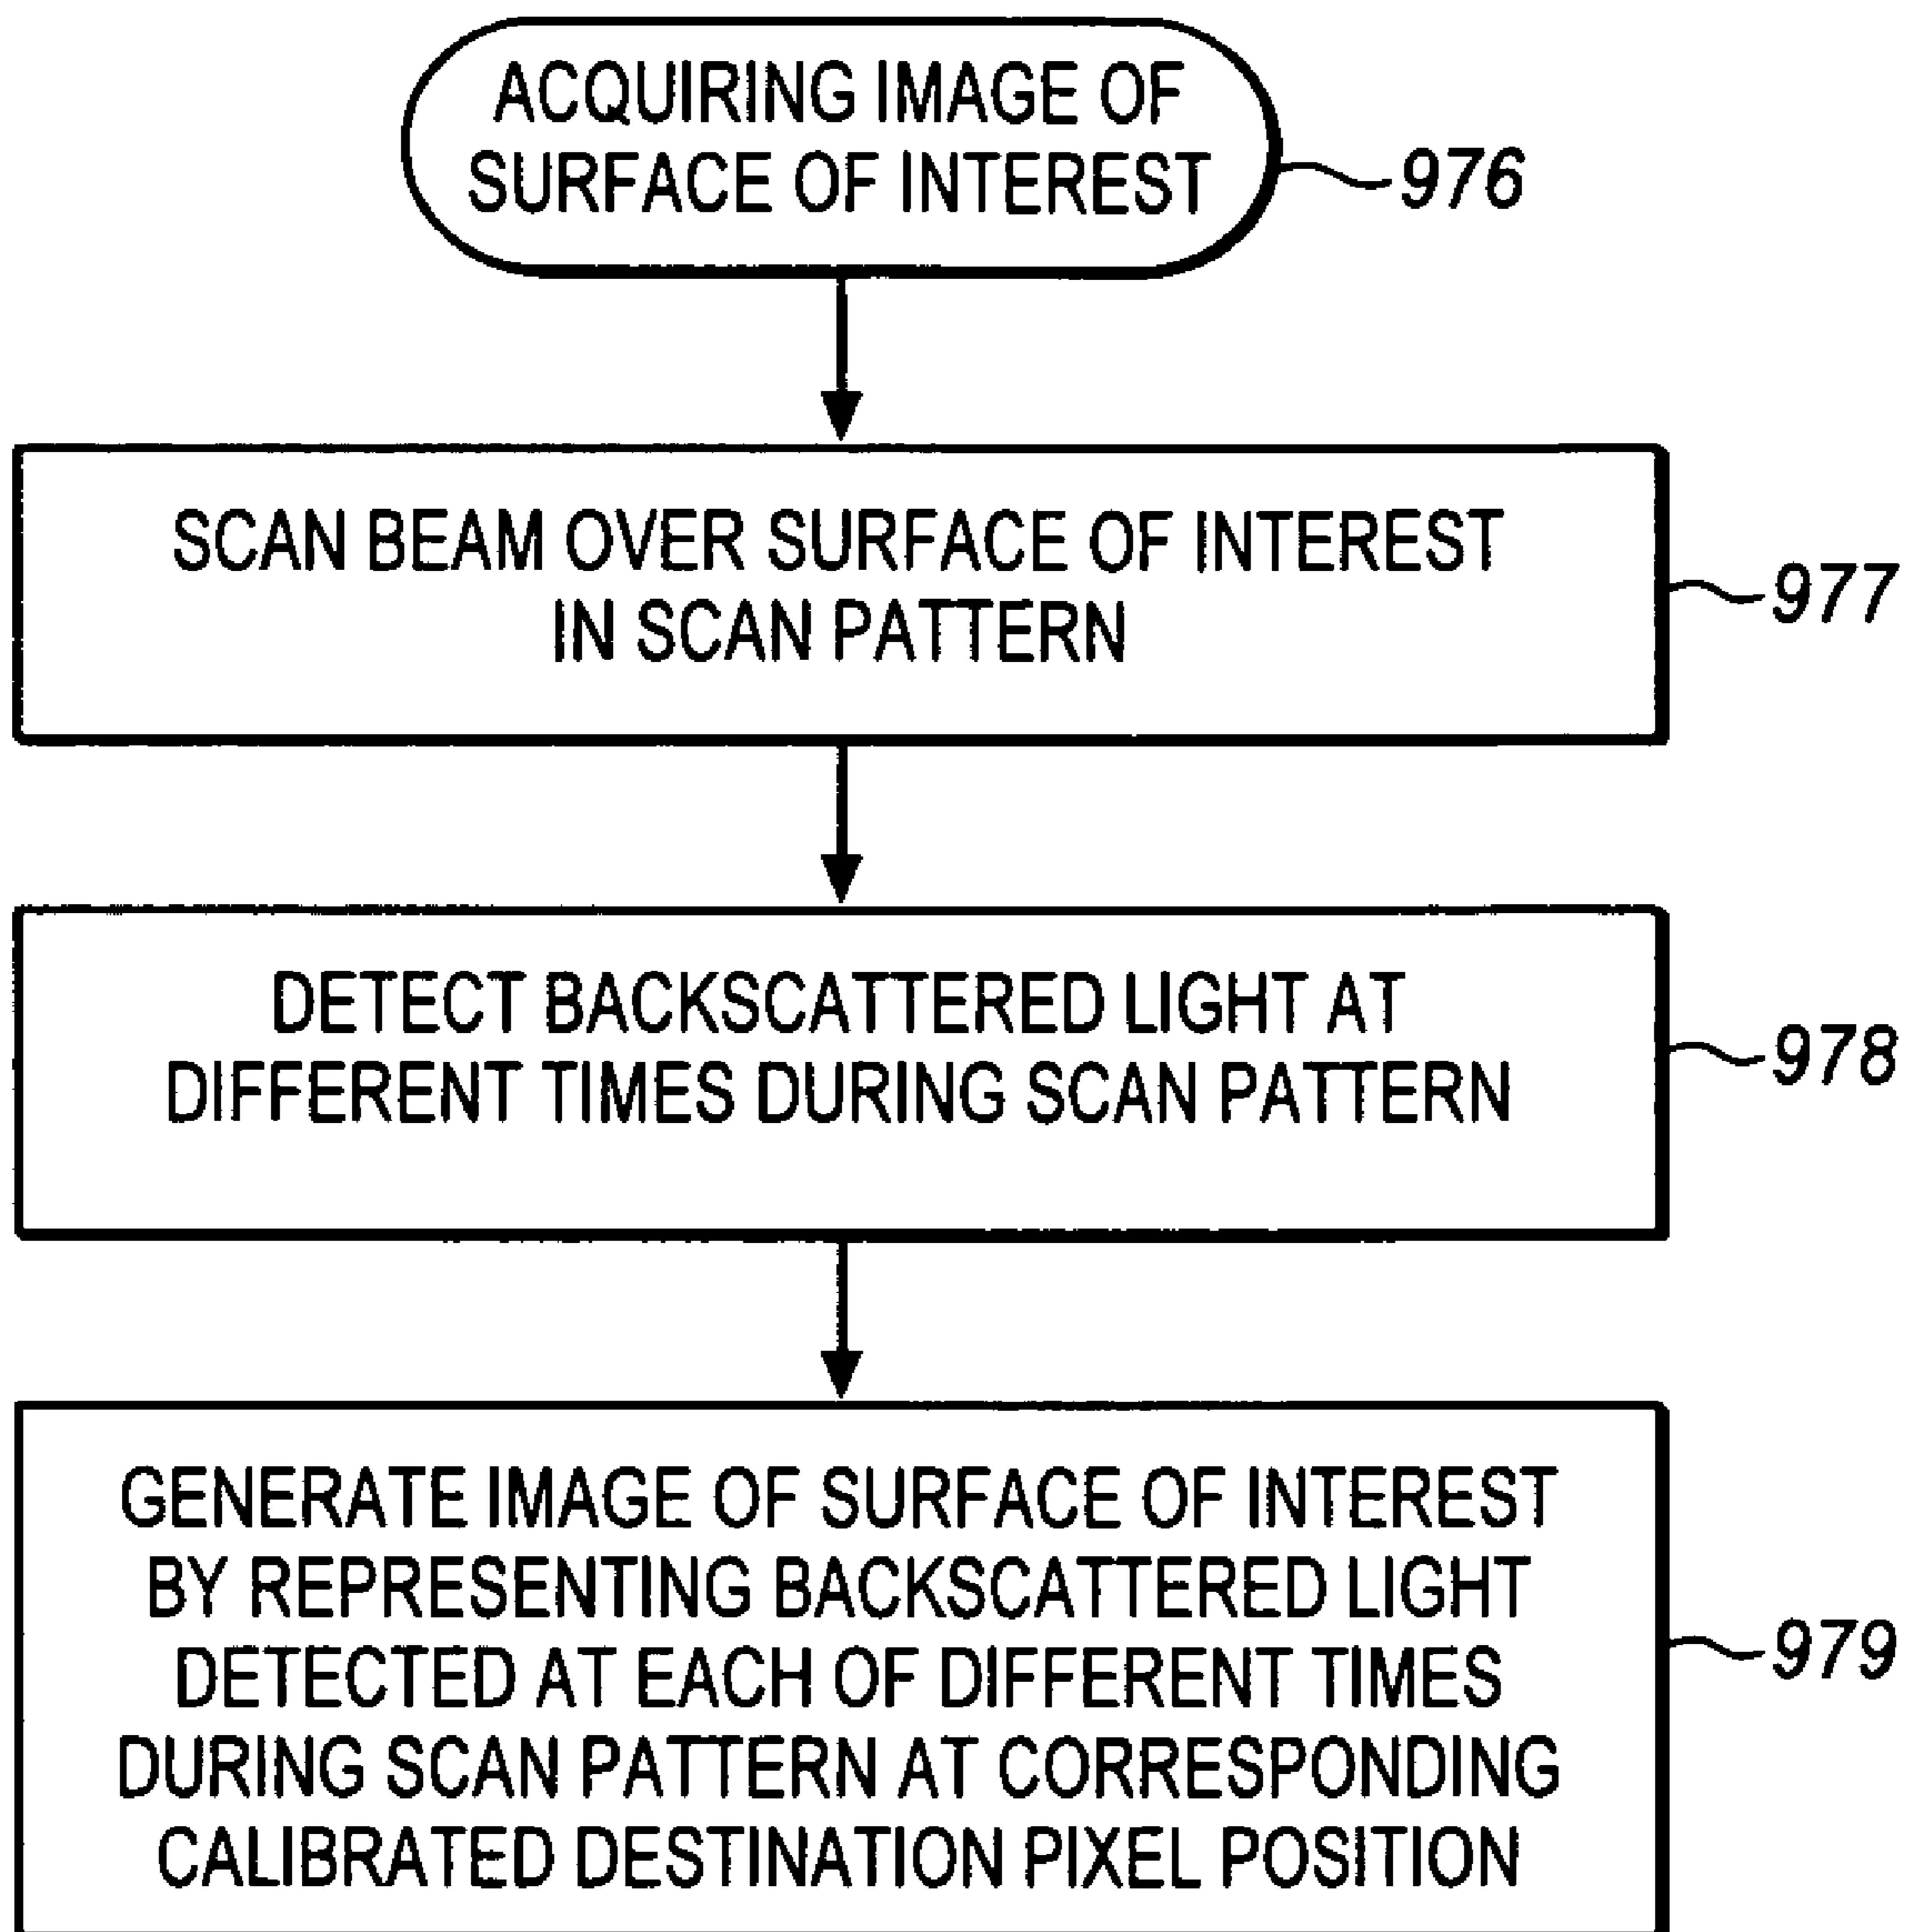 ACQUIRING IMAGE OF
SURFACE OF INTEREST
976
SCAN BEAM OVER SURFACE OF INTEREST
IN SCAN PATTERN
977
DETECT BACKSCATTERED LIGHT AT
DIFFERENT TIMES DURING SCAN PATTERN
978
GENERATE IMAGE OF SURFACE OF INTEREST
BY REPRESENTING BACKSCATTERED LIGHT
DETECTED AT EACH OF DIFFERENT TIMES
DURING SCAN PATTERN AT CORRESPONDING
CALIBRATED DESTINATION PIXEL POSITION
979